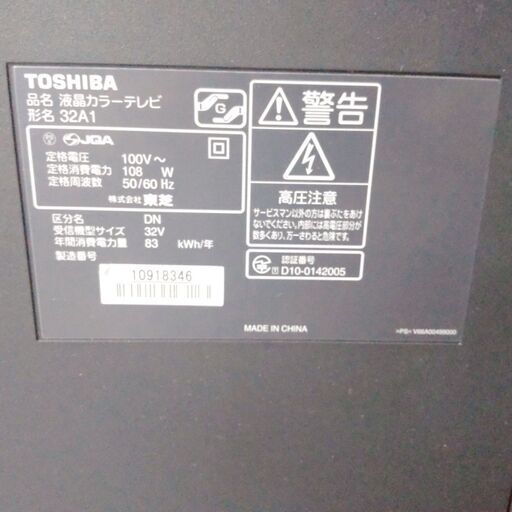 TOSHIBA
品名 液晶カラーテレビ
形名 32A1
G
JQA
定格電圧 100V〜
定格消費電力 108 W
定格周波数 50/60 Hz
株式会社 東芝
区分名 DN
受信機型サイズ 32V
年間消費電力量 83 kWh/年
製造番号
10918346
警告
高圧注意
サービスマン以外の方は裏ぶたをあけ
ないでください。内部には高電圧部分が
数多くあり、万一さわると危険です。
認証番号
D10-0142005
MADE IN CHINA
>PS< V68A00499000